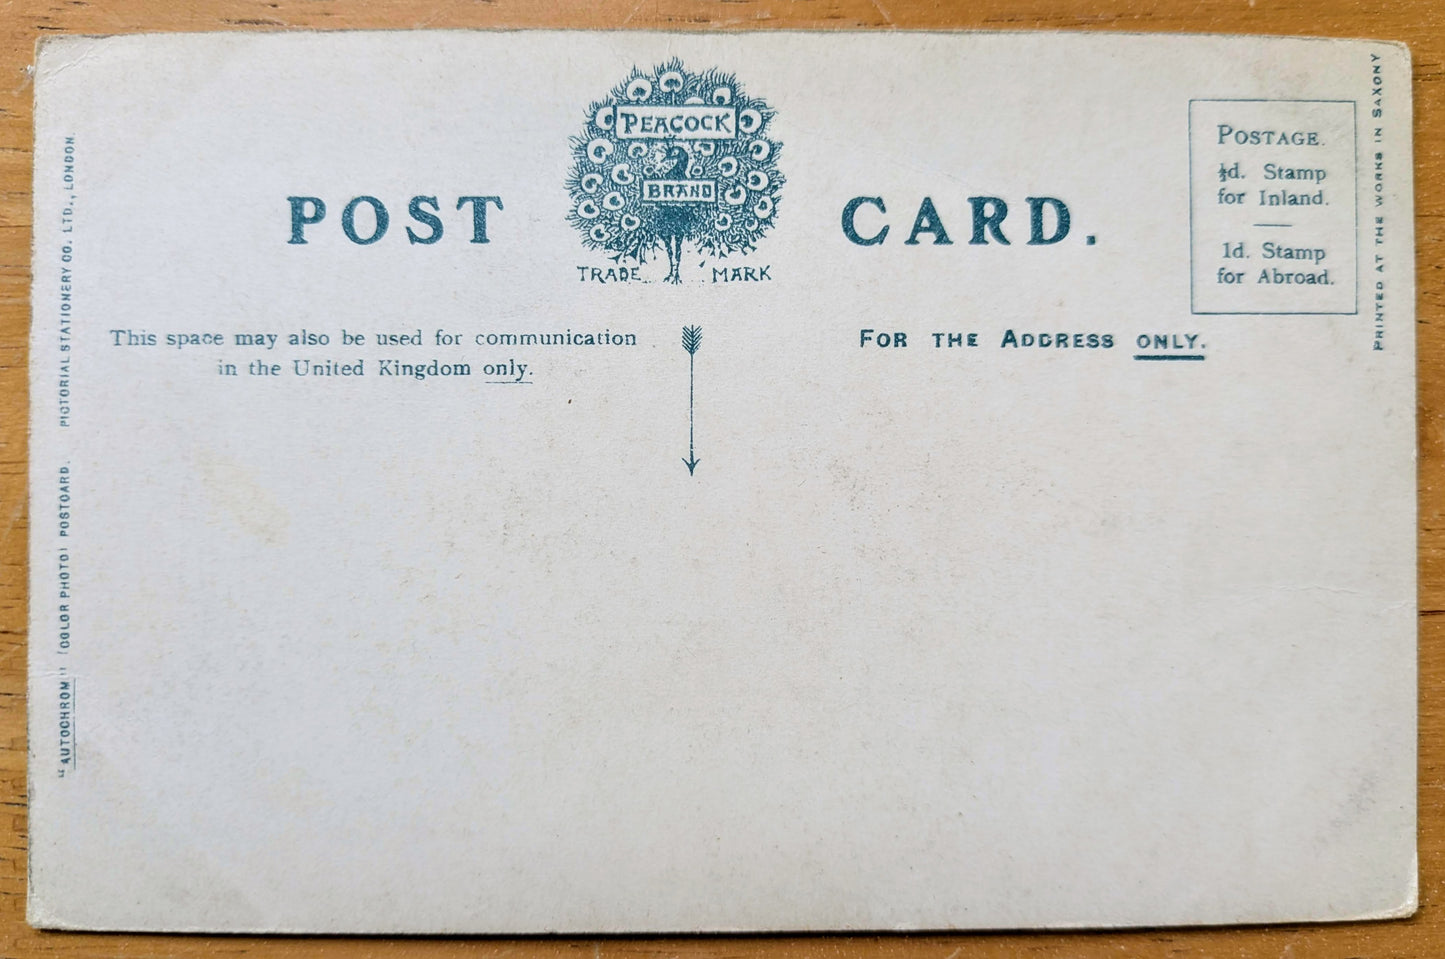 PEACOCK
BRAND
TRADE MARK
POST CARD.
POSTAGE.
½d. Stamp
for Inland.
1d. Stamp
for Abroad.
This space may also be used for communication
in the United Kingdom only.
FOR THE ADDRESS ONLY.
"AUTOCHROM" (COLOR PHOTO) POSTCARD. PICTORIAL STATIONERY CO. LTD., LONDON
PRINTED AT THE WORKS IN SAXONY